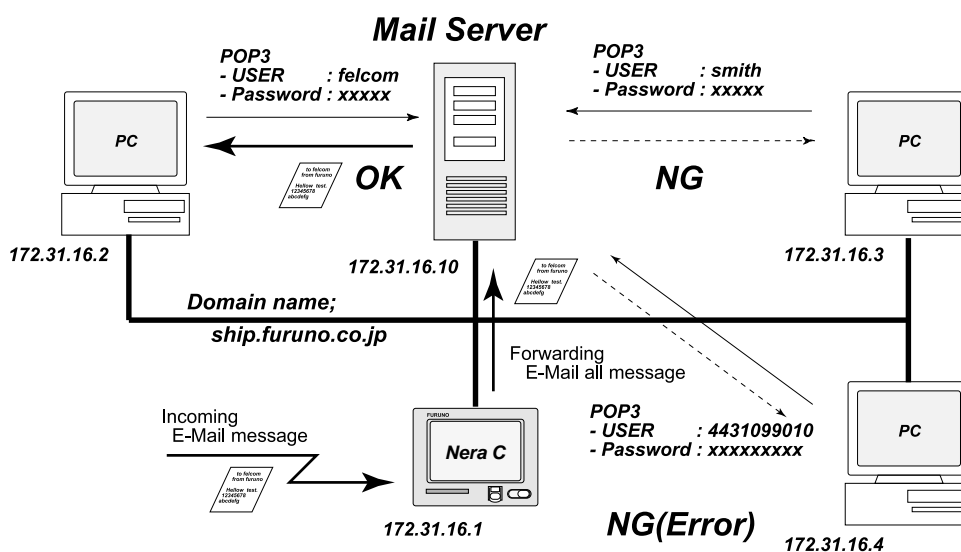 Mail Server
POP3
- USER : felcom
- Password : xxxxx
POP3
- USER : smith
- Password : xxxxx
PC
PC
OK
NG
to felcom
from furuno
Hellow test.
12345678
abcdefg
172.31.16.2
172.31.16.10
172.31.16.3
to felcom
from furuno
Hellow test.
12345678
abcdefg
Domain name;
ship.furuno.co.jp
Forwarding
E-Mail all message
Incoming
E-Mail message
FURUNO
Nera C
POP3
- USER : 4431099010
- Password : xxxxxxxxx
PC
to felcom
from furuno
Hellow test.
12345678
abcdefg
172.31.16.1
NG(Error)
172.31.16.4